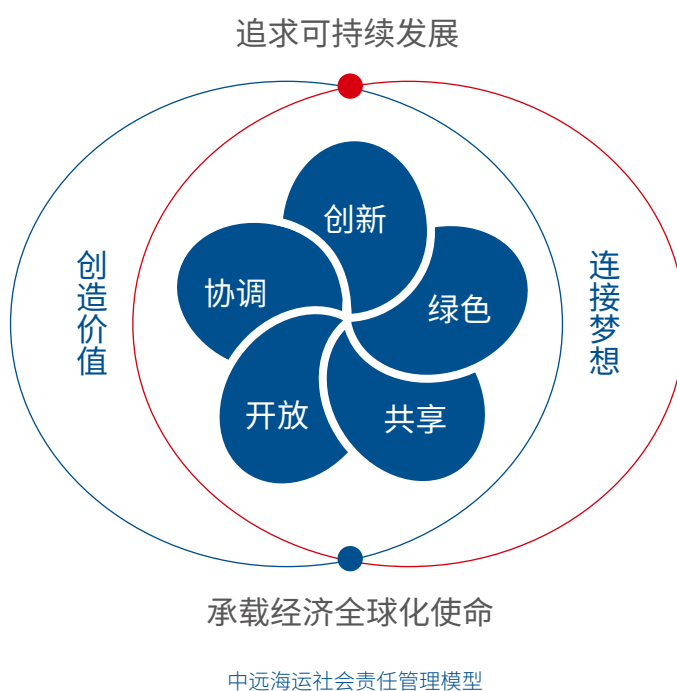 追求可持续发展
创新
协调
绿色
创造价值
连接梦想
开放
共享
承载经济全球化使命
中远海运社会责任管理模型